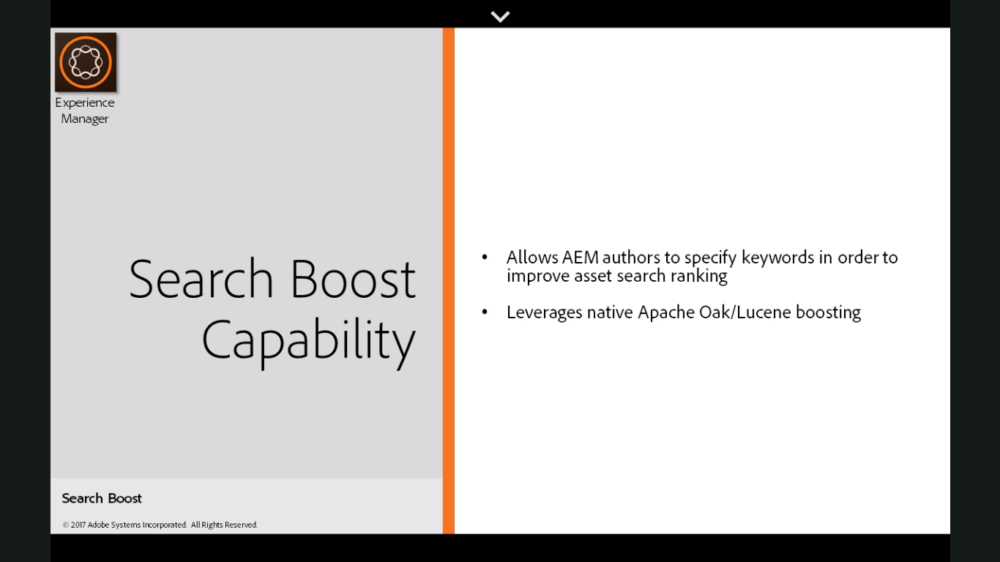 Experience
Manager
Search Boost
Capability
• Allows AEM authors to specify keywords in order to
improve asset search ranking
• Leverages native Apache Oak/Lucene boosting
Search Boost
© 2017 Adobe Systems Incorporated. All Rights Reserved.